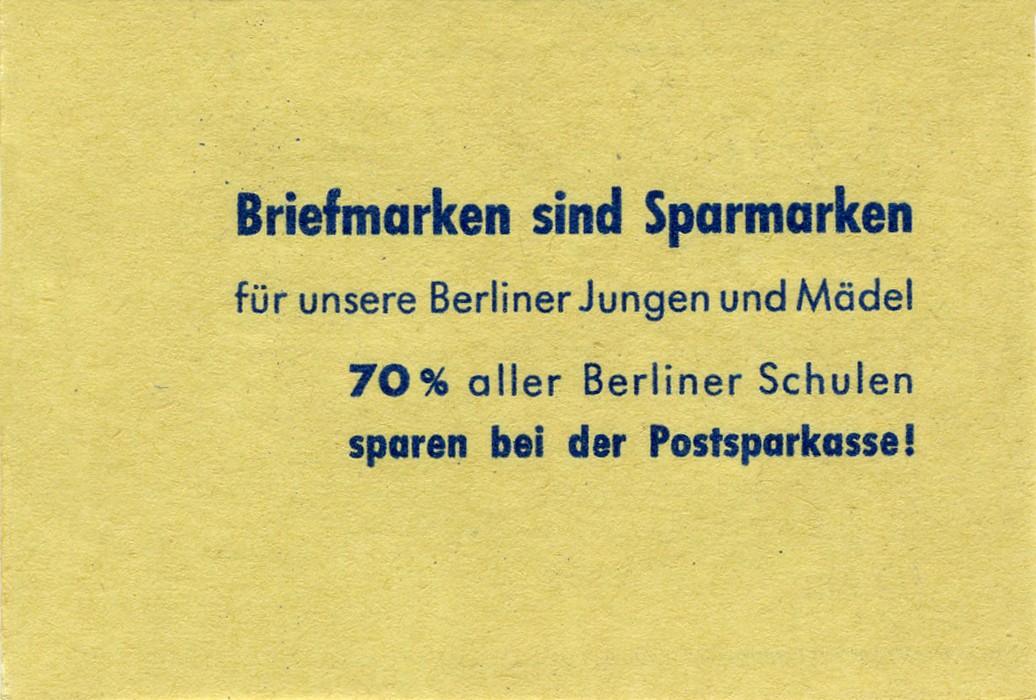 Briefmarken sind Sparmarken
für unsere Berliner Jungen und Mädel
70% aller Berliner Schulen
sparen bei der Postsparkasse!